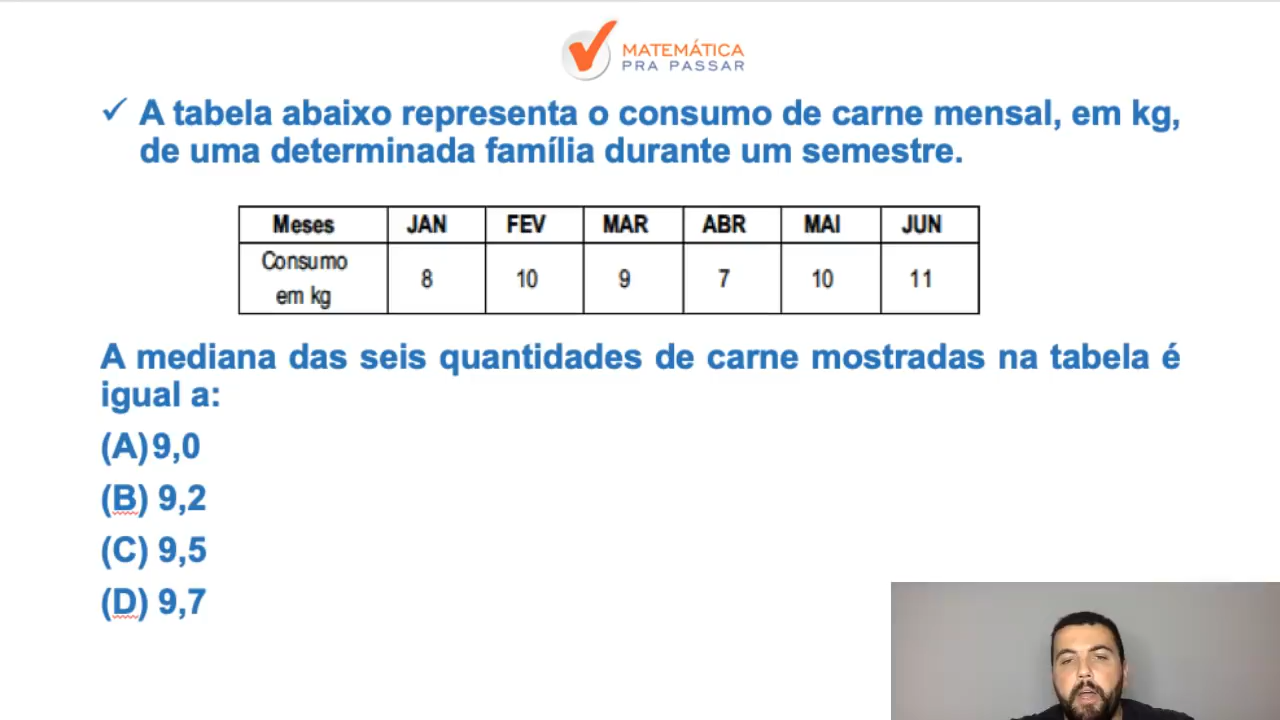 MATEMÁTICA
PRA PASSAR
✓ A tabela abaixo representa o consumo de carne mensal, em kg,
de uma determinada família durante um semestre.
Meses JAN FEV MAR ABR MAI JUN
Consumo
em kg 8 10 9 7 10 11
A mediana das seis quantidades de carne mostradas na tabela é
igual a:
(A) 9,0
(B) 9,2
(C) 9,5
(D) 9,7